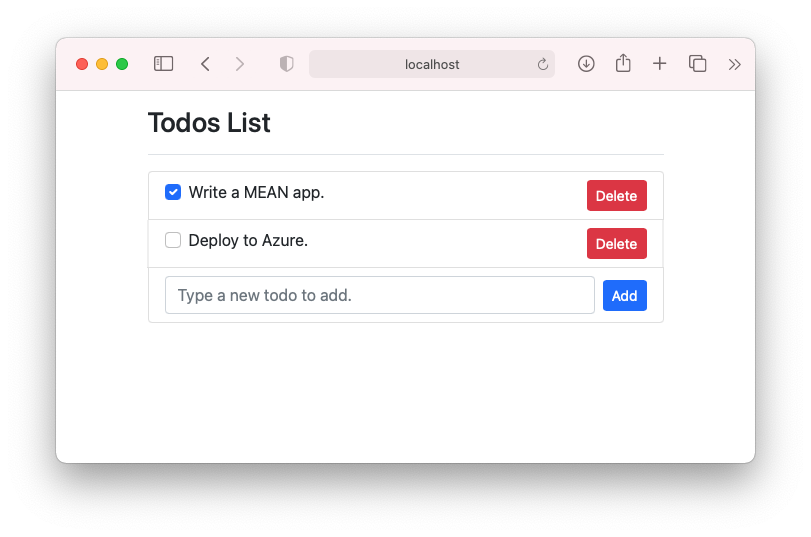 localhost
Todos List
Write a MEAN app. Delete
Deploy to Azure. Delete
Type a new todo to add. Add